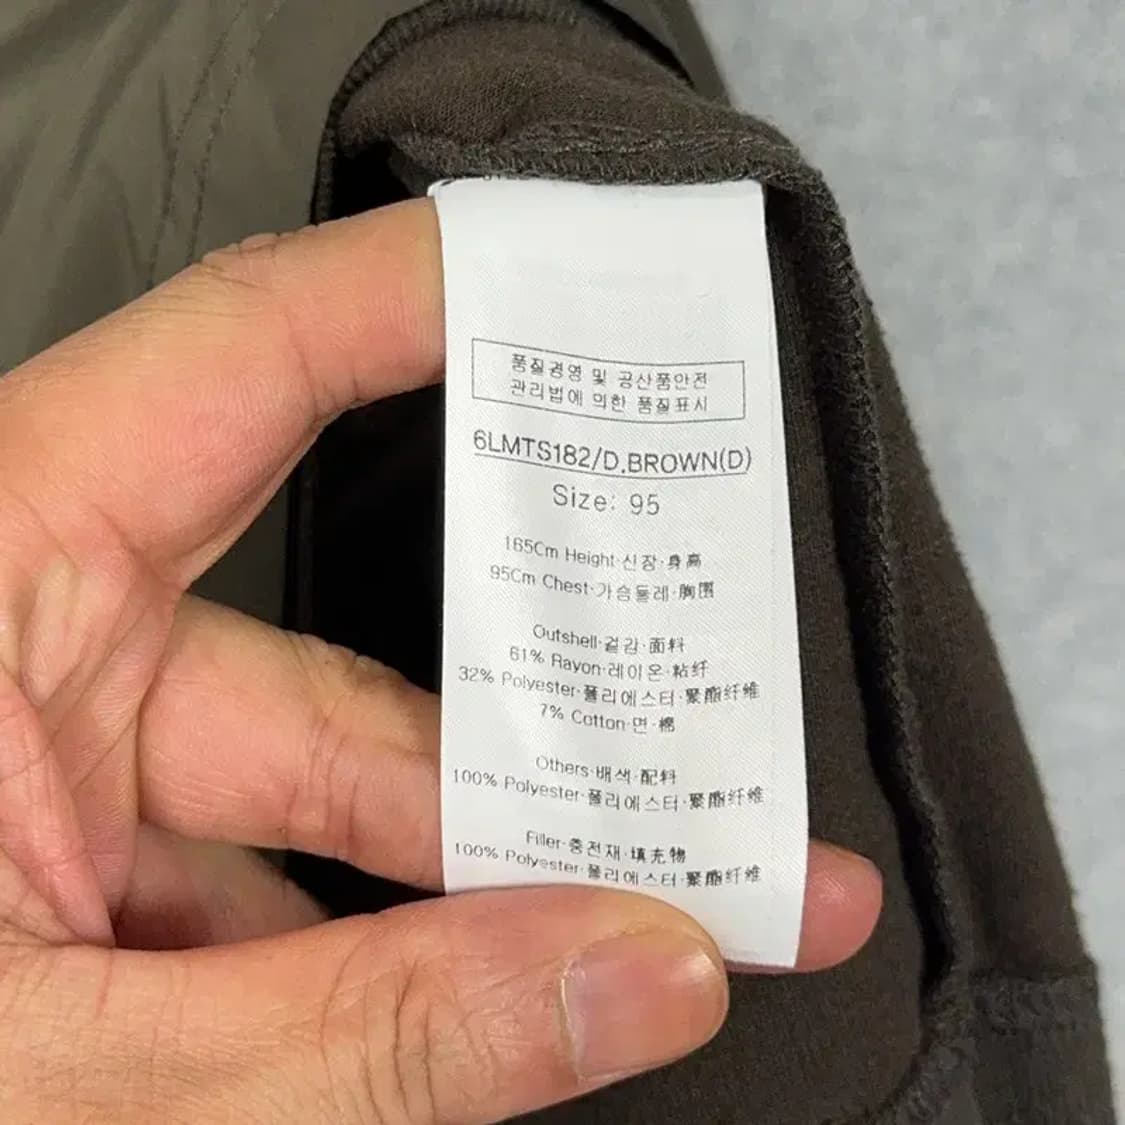 품질경영 및 공산품안전
관리법에 의한 품질표시
6LMTS182/D.BROWN(D)
Size: 95
165Cm Height·신장·身高
95Cm Chest·가슴둘레·胸围
Outshell·겉감·面料
61% Rayon·레이온·粘纤
32% Polyester·폴리에스터·聚酯纤维
7% Cotton·면·棉
Others·배색·配料
100% Polyester·폴리에스터·聚酯纤维
Filler·충전재·填充物
100% Polyester·폴리에스터·聚酯纤维